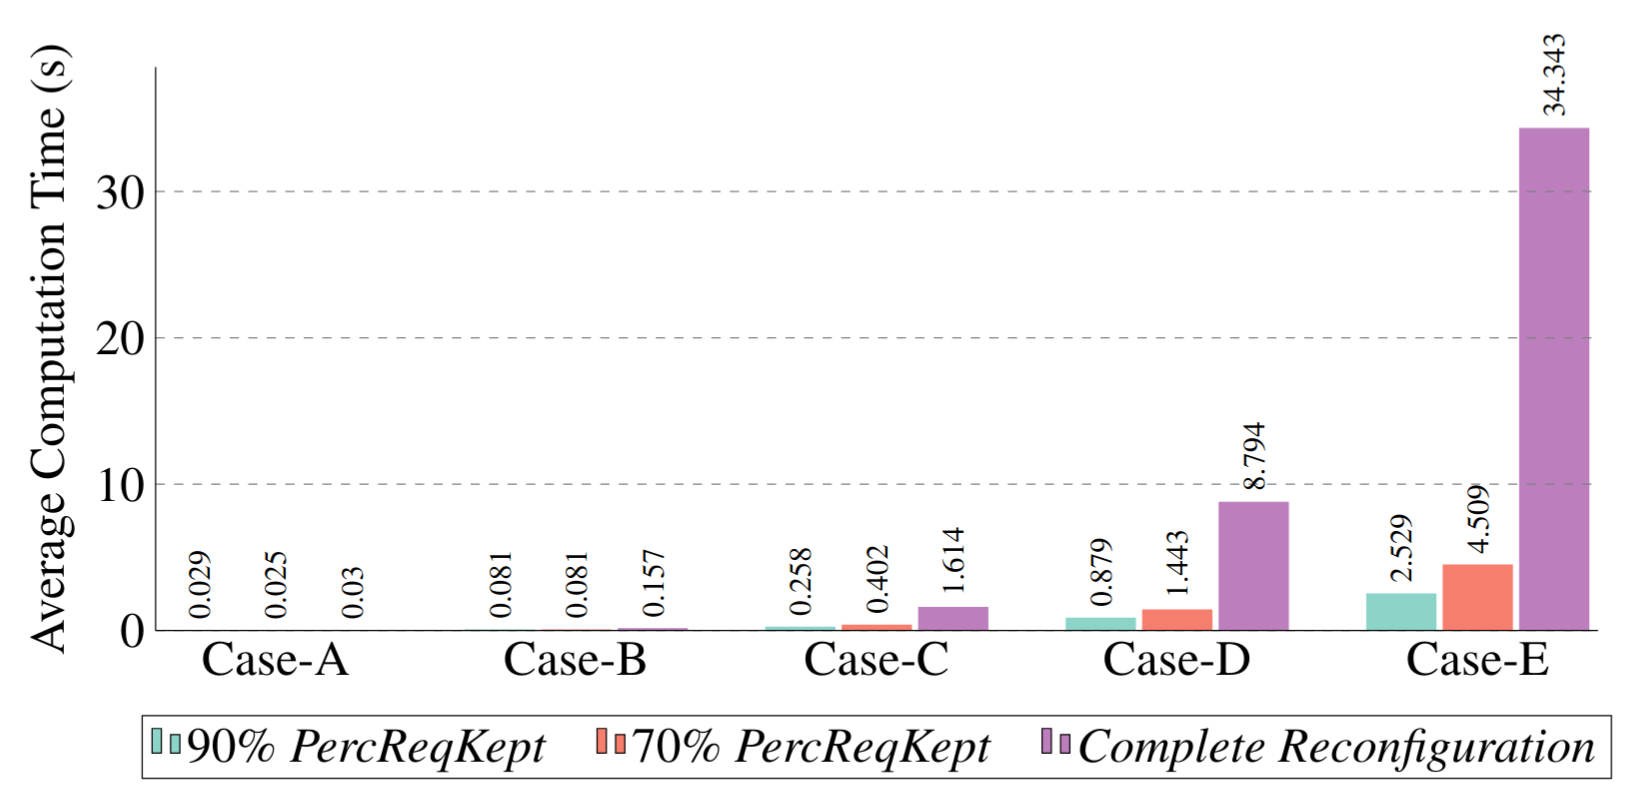 Average Computation Time (s)
30
20
10
0
0.029
0.025
0.03
0.081
0.081
0.157
0.258
0.402
1.614
0.879
1.443
8.794
2.529
4.509
34.343
Case-A
Case-B
Case-C
Case-D
Case-E
90% PercReqKept
70% PercReqKept
Complete Reconfiguration